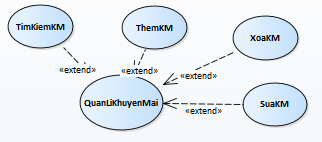 TimKiemKM
ThemKM
XoaKM
«extend»
«extend»
«extend»
QuanLiKhuyenMai
SuaKM
«extend»